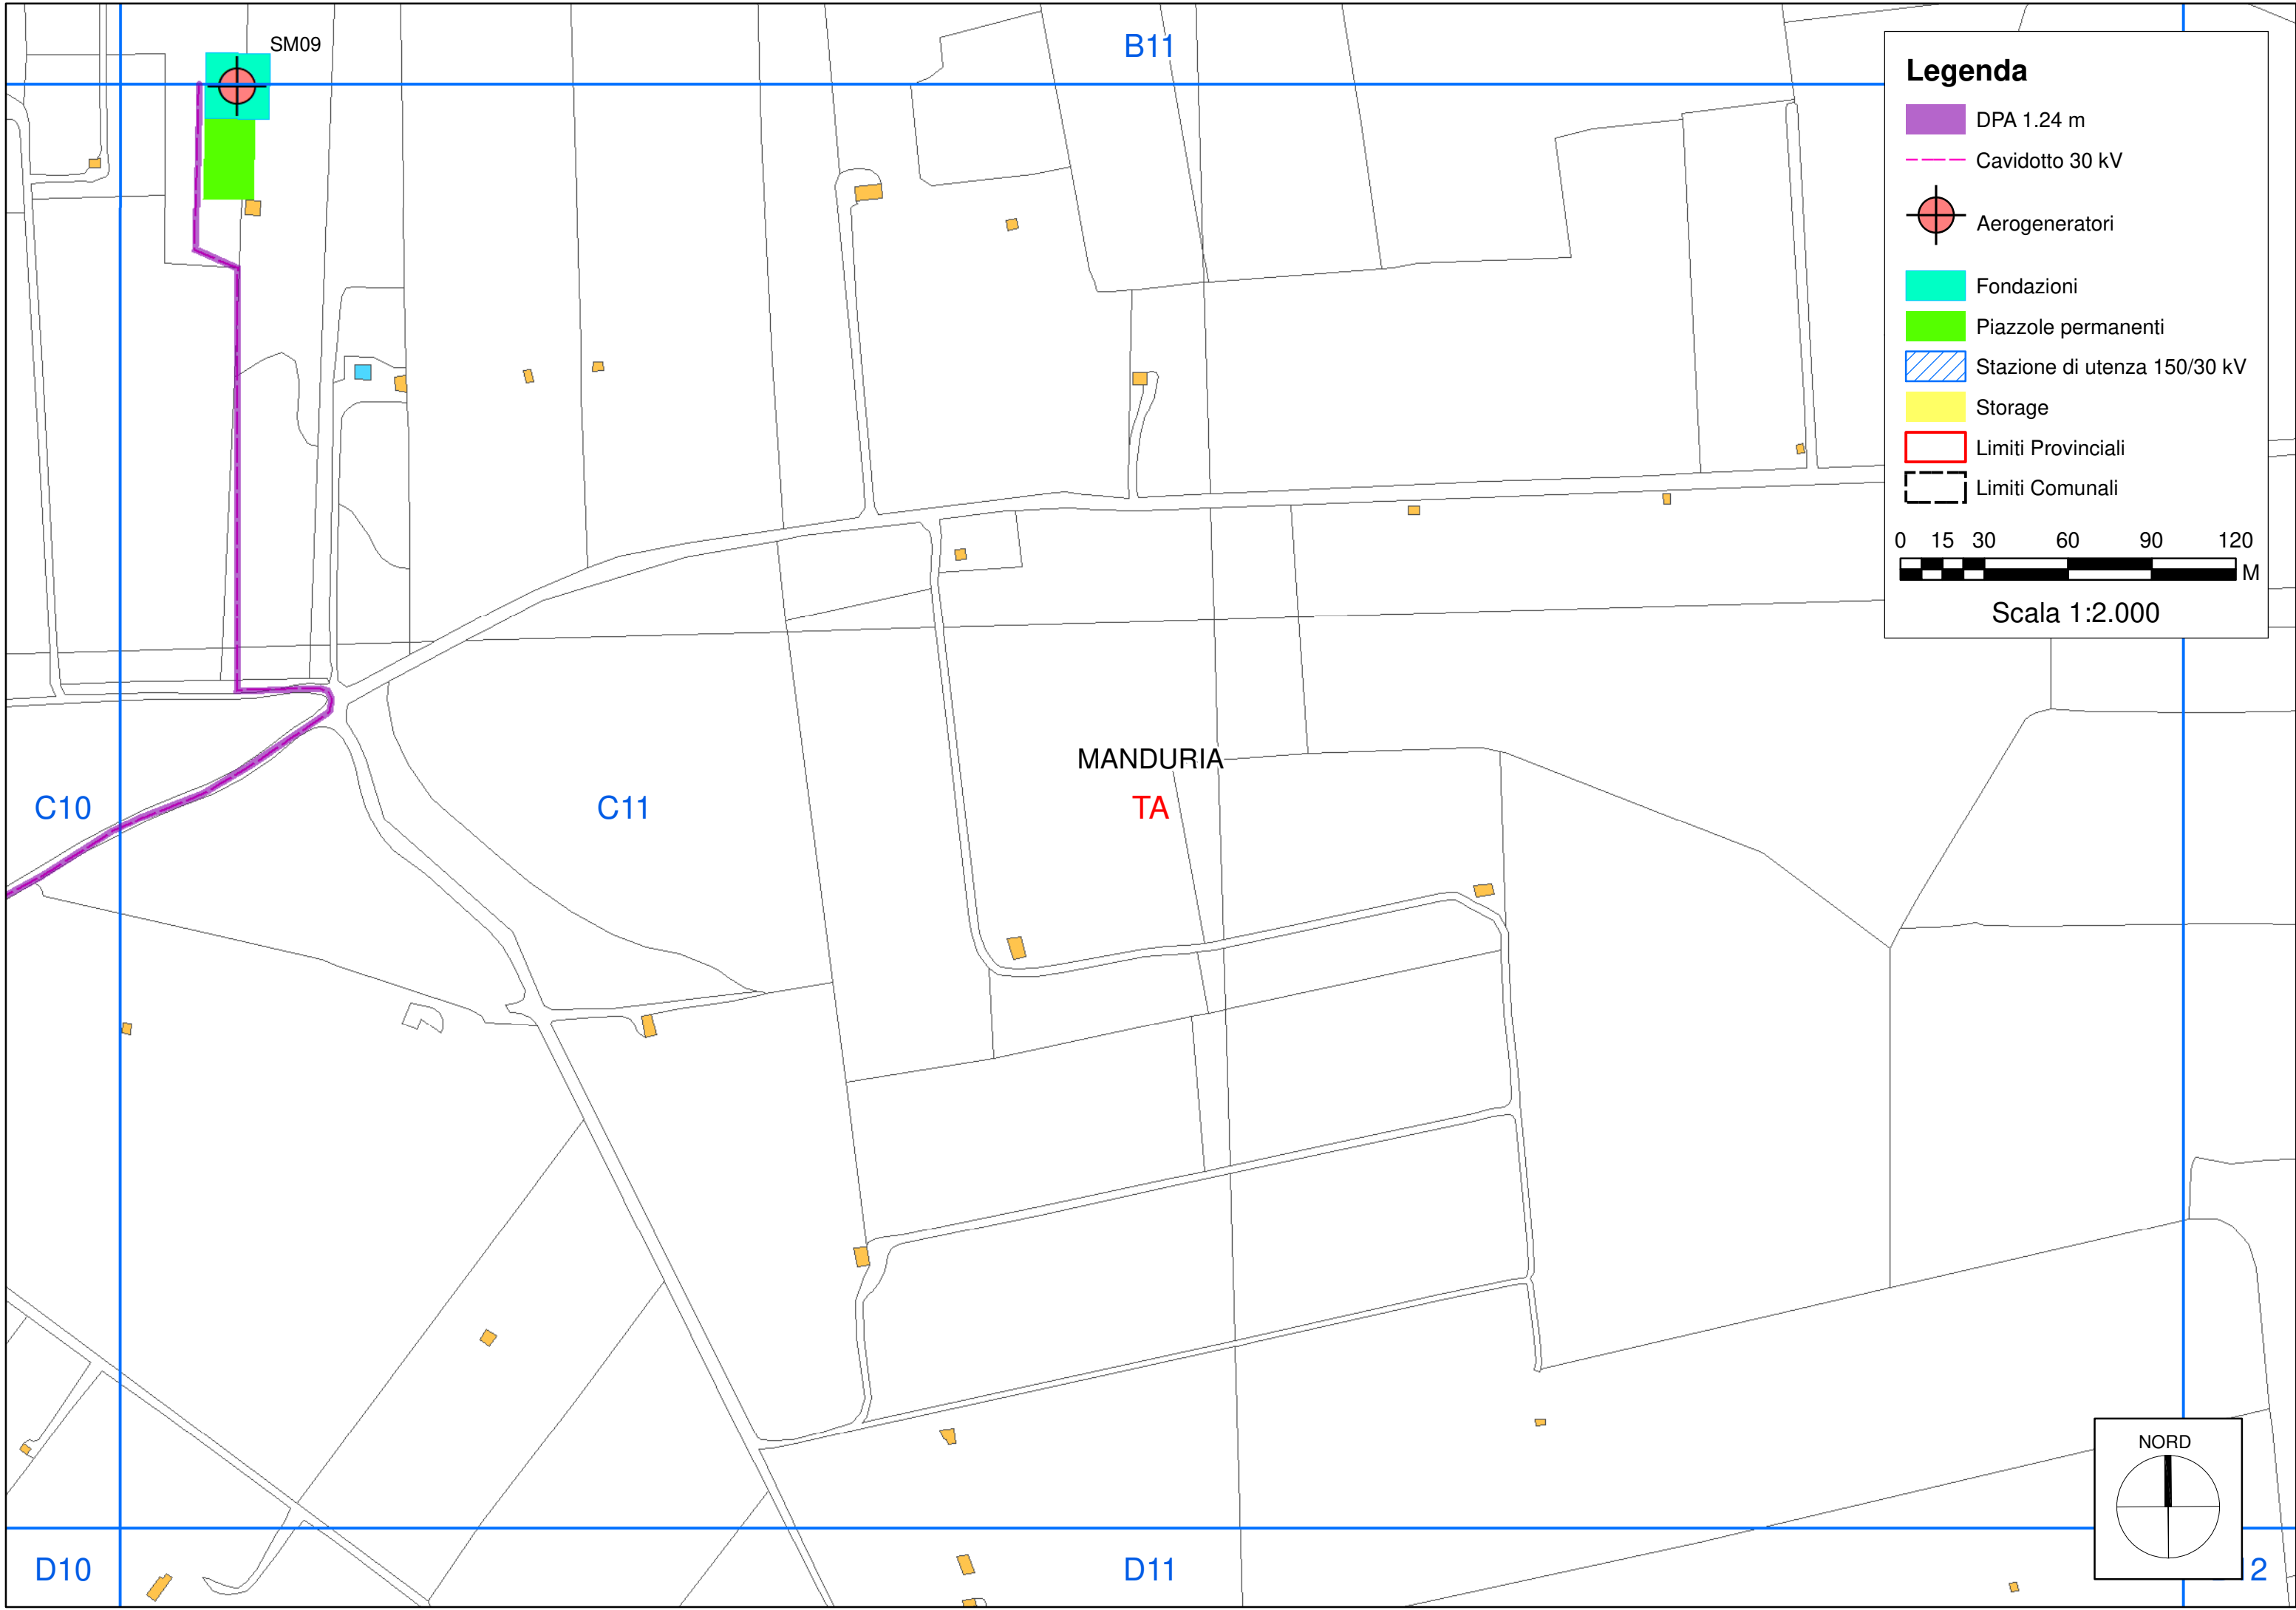 SM09
B11
C10
C11
MANDURIA
TA
D10
D11
2
Legenda
DPA 1.24 m
Cavidotto 30 kV
Aerogeneratori
Fondazioni
Piazzole permanenti
Stazione di utenza 150/30 kV
Storage
Limiti Provinciali
Limiti Comunali
0 15 30 60 90 120
M
Scala 1:2.000
NORD